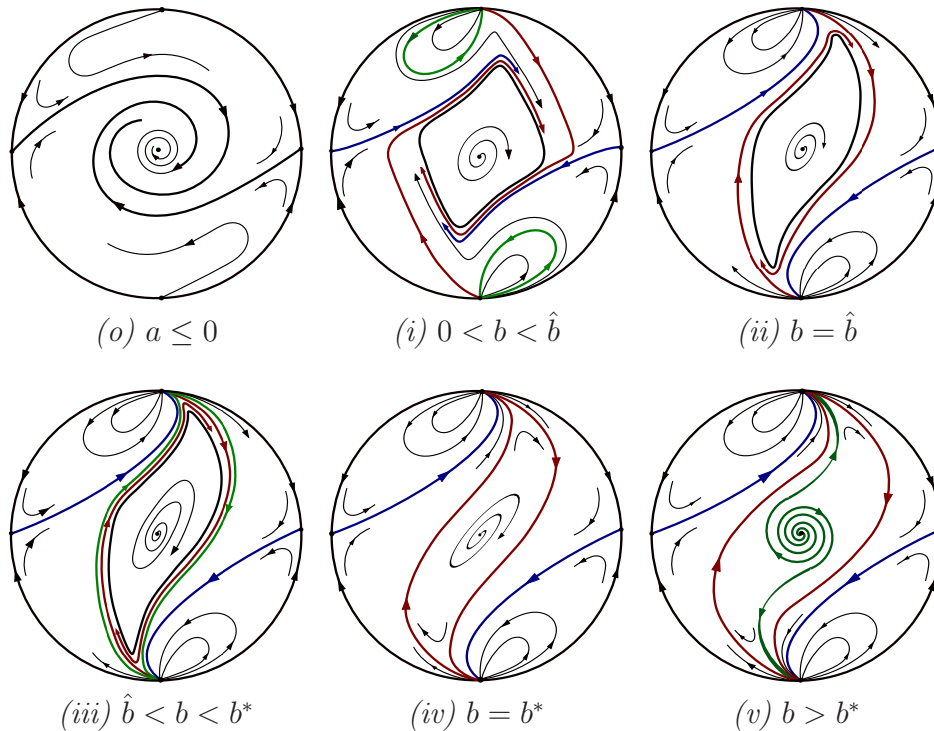 (o) a ≤ 0
(i) 0 < b < b̂
(ii) b = b̂
(iii) b̂ < b < b*
(iv) b = b*
(v) b > b*